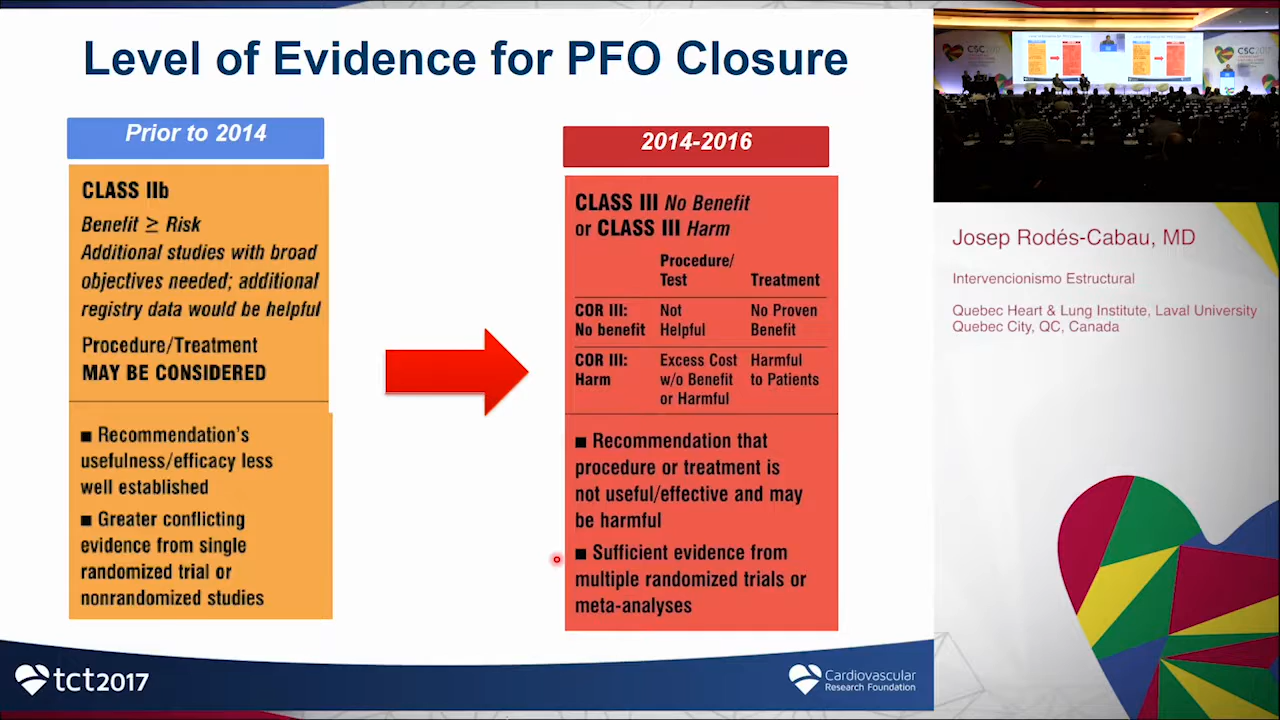 Level of Evidence for PFO Closure
Prior to 2014
CLASS IIb
Benefit ≥ Risk
Additional studies with broad
objectives needed; additional
registry data would be helpful
Procedure/Treatment
MAY BE CONSIDERED
■ Recommendation's
usefulness/efficacy less
well established
■ Greater conflicting
evidence from single
randomized trial or
nonrandomized studies
2014-2016
CLASS III No Benefit
or CLASS III Harm
Procedure/
Test Treatment
COR III: Not No Proven
No benefit Helpful Benefit
COR III: Excess Cost Harmful
Harm w/o Benefit to Patients
or Harmful
■ Recommendation that
procedure or treatment is
not useful/effective and may
be harmful
■ Sufficient evidence from
multiple randomized trials or
meta-analyses
tct2017
Cardiovascular
Research Foundation
Josep Rodés-Cabau, MD
Intervencionismo Estructural
Quebec Heart & Lung Institute, Laval University
Quebec City, QC, Canada